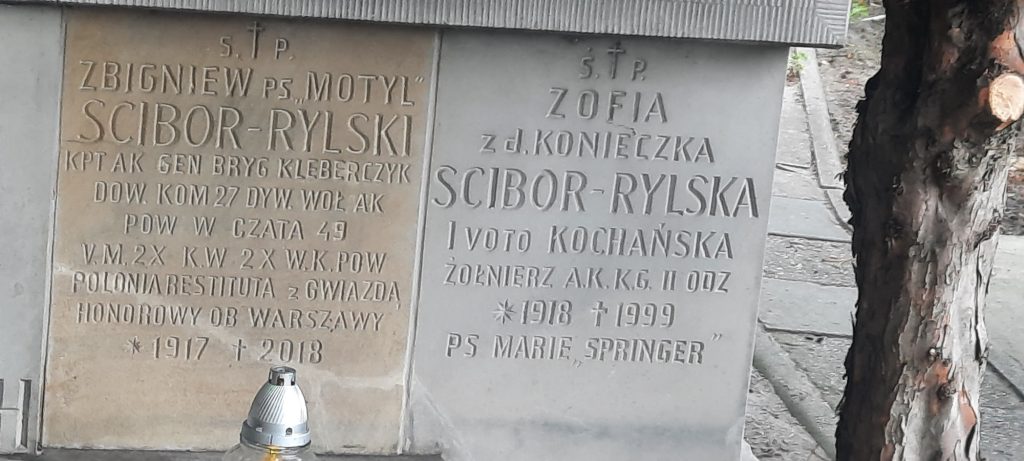 Ś. † P.
ZBIGNIEW PS. „MOTYL"
SCIBOR-RYLSKI
KPT AK GEN BRYG KLEBERCZYK
DOW. KOM 27 DYW. WOŁ AK
POW W CZATA 49
V.M. 2X K.W. 2X W.K. POW
POLONIA RESTITUTA z GWIAZDĄ
HONOROWY OB WARSZAWY
* 1917 † 2018
Ś. † P.
ZOFIA
z d. KONIECZKA
SCIBOR-RYLSKA
I VOTO KOCHAŃSKA
ŻOŁNIERZ A.K. K.G. II ODZ
* 1918 † 1999
PS MARIE „SPRINGER"
H